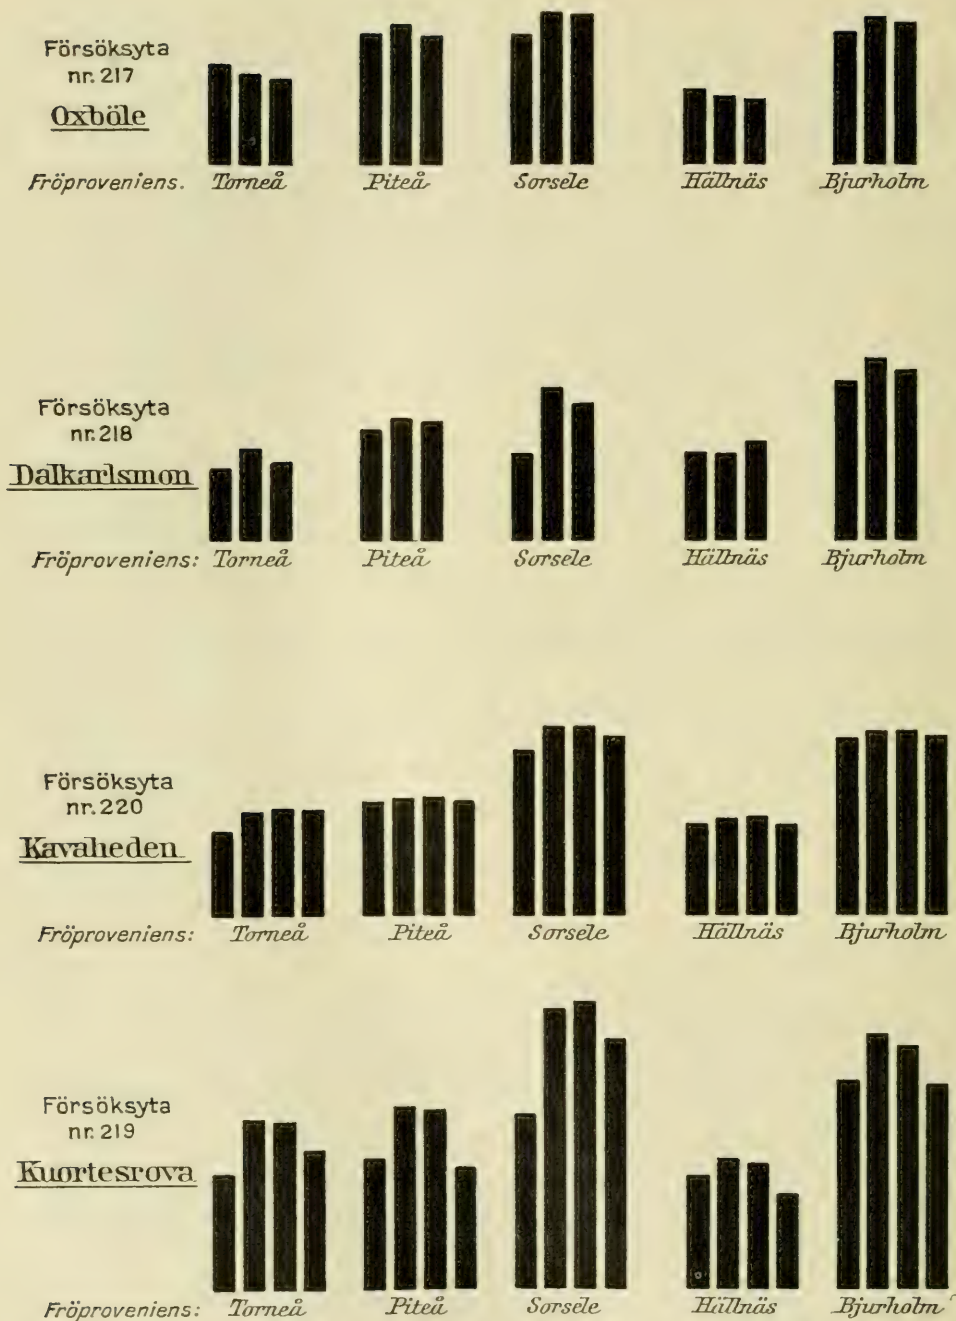 Försöksyta
nr. 217
Oxböle
Fröproveniens. Torneå Piteå Sorsele Hällnäs Bjurholm
Försöksyta
nr. 218
Dalkarlsmon
Fröproveniens: Torneå Piteå Sorsele Hällnäs Bjurholm
Försöksyta
nr. 220
Kavaheden
Fröproveniens: Torneå Piteå Sorsele Hällnäs Bjurholm
Försöksyta
nr. 219
Kuortesrova
Fröproveniens: Torneå Piteå Sorsele Hällnäs Bjurholm